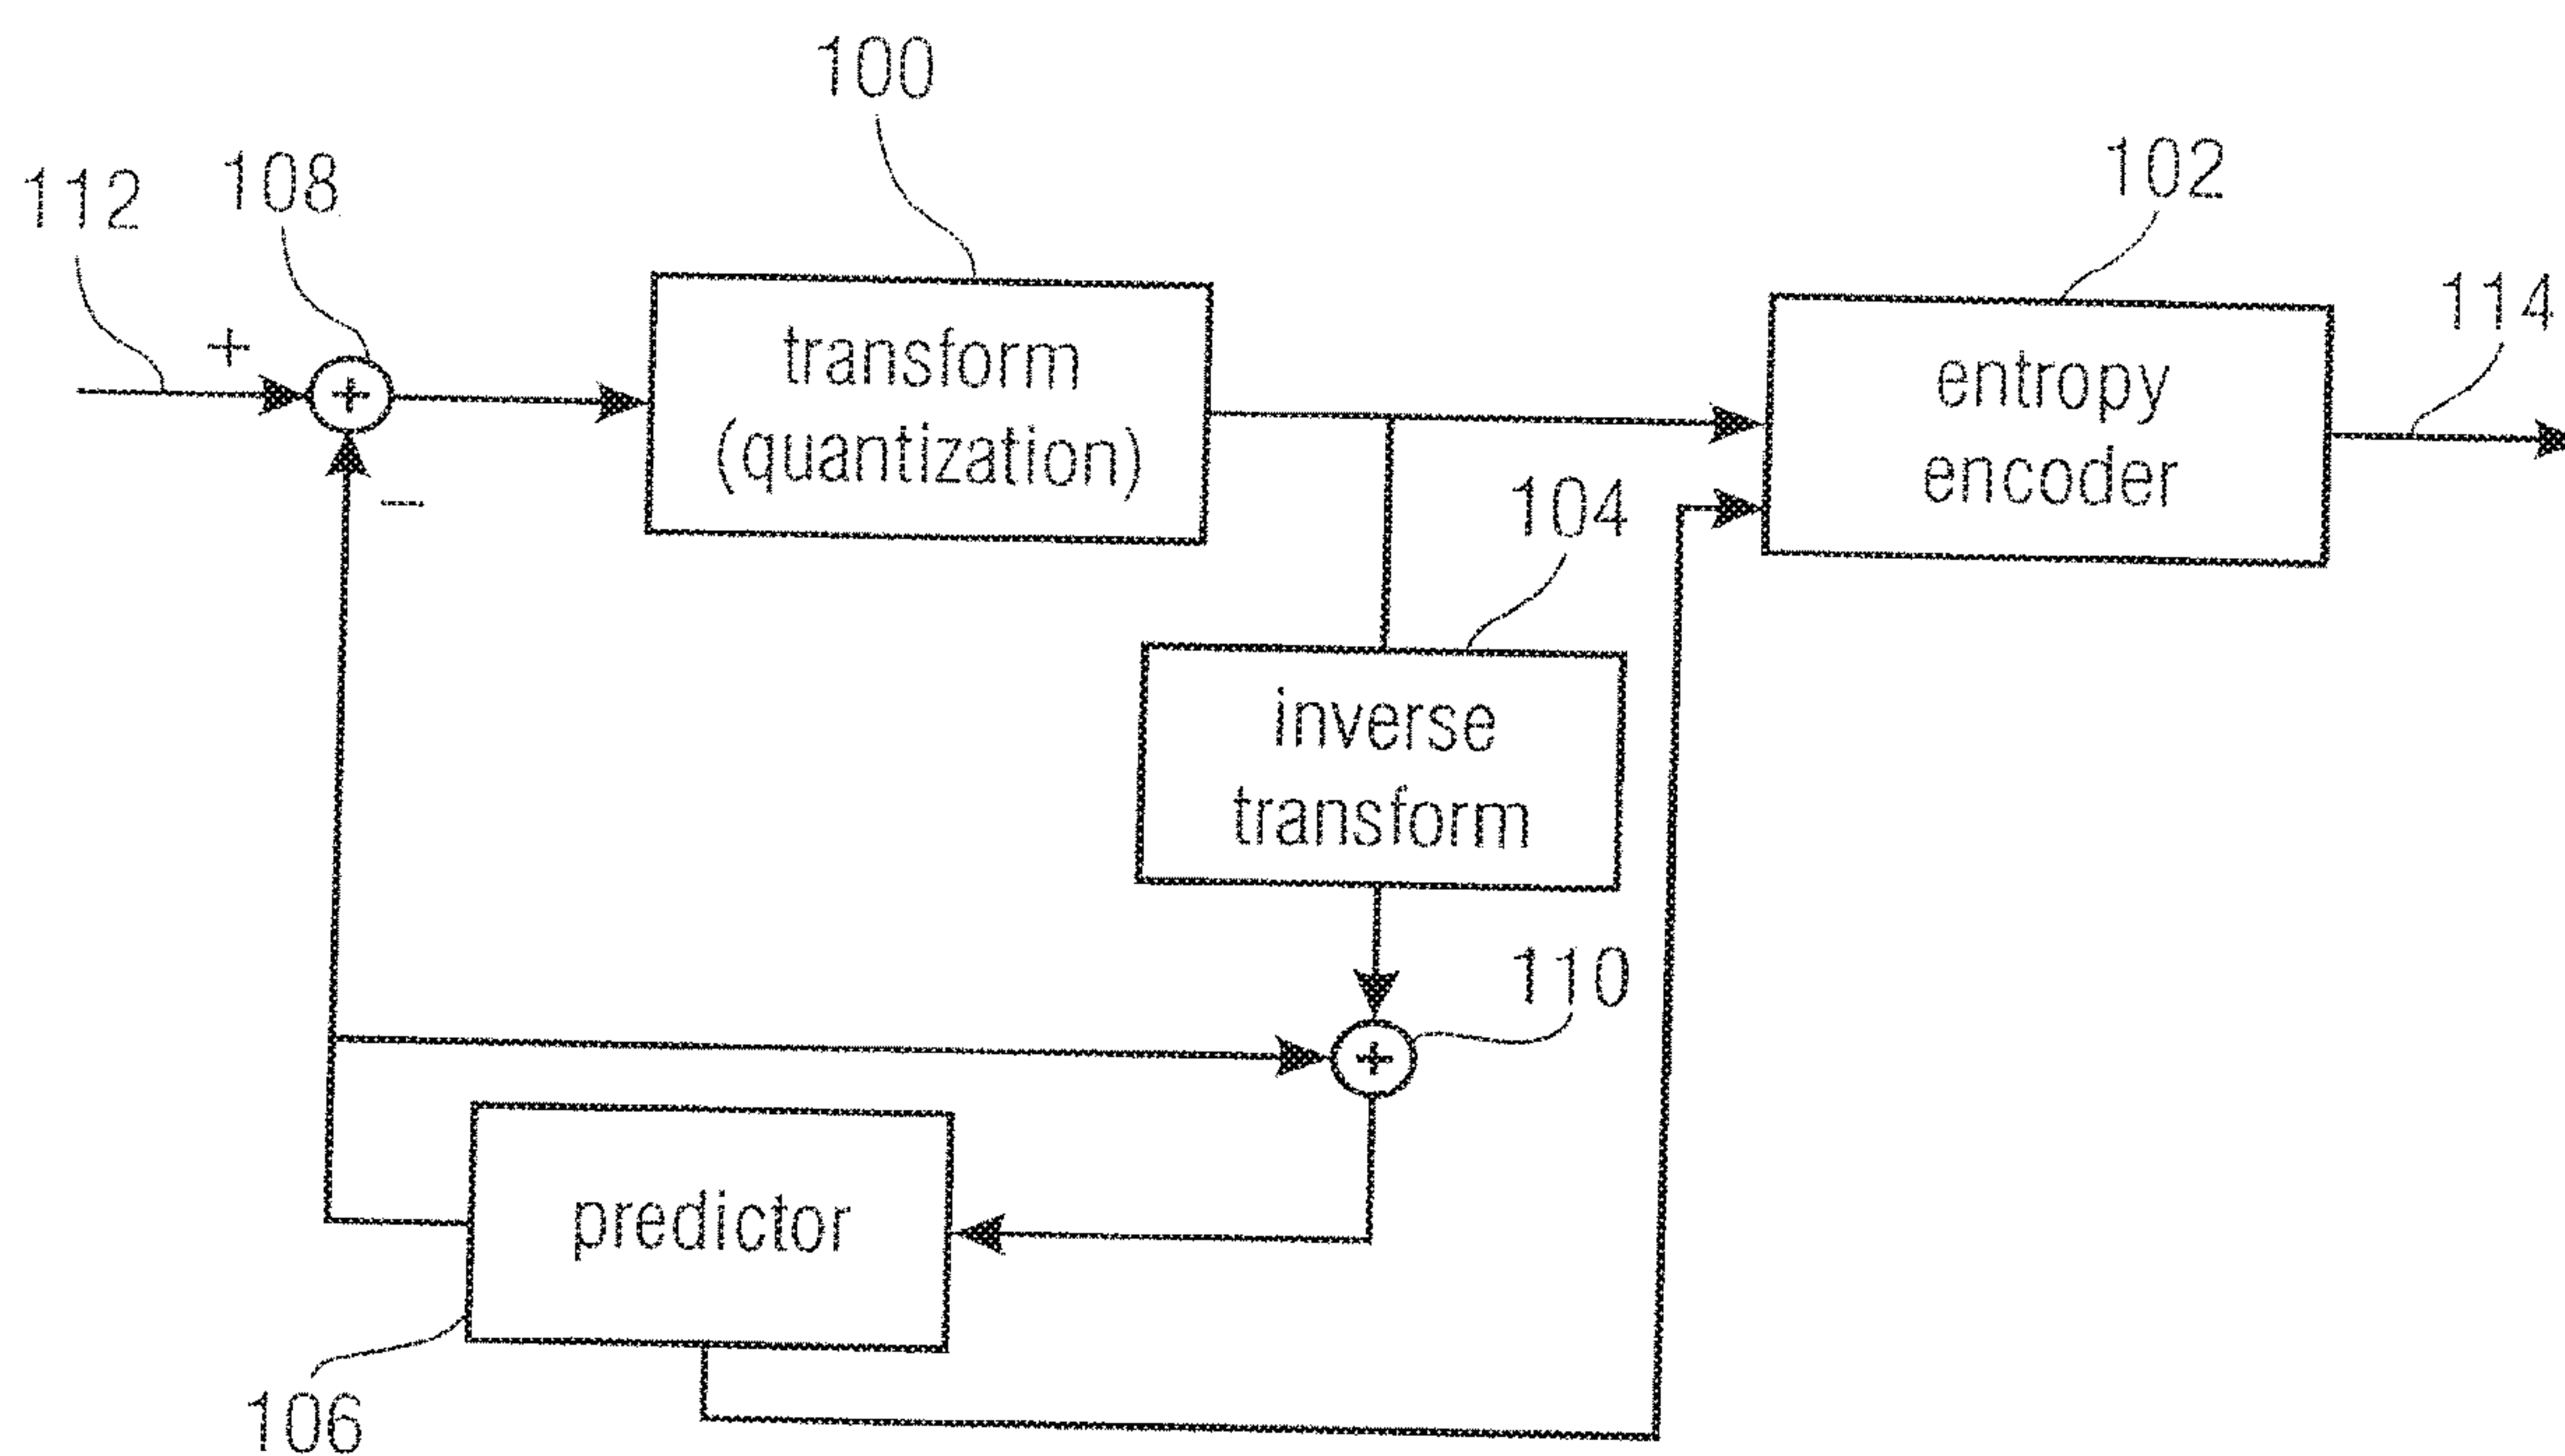 100
102
108
112
114
+
+
transform
(quantization)
entropy
encoder
−
104
inverse
transform
110
+
predictor
106